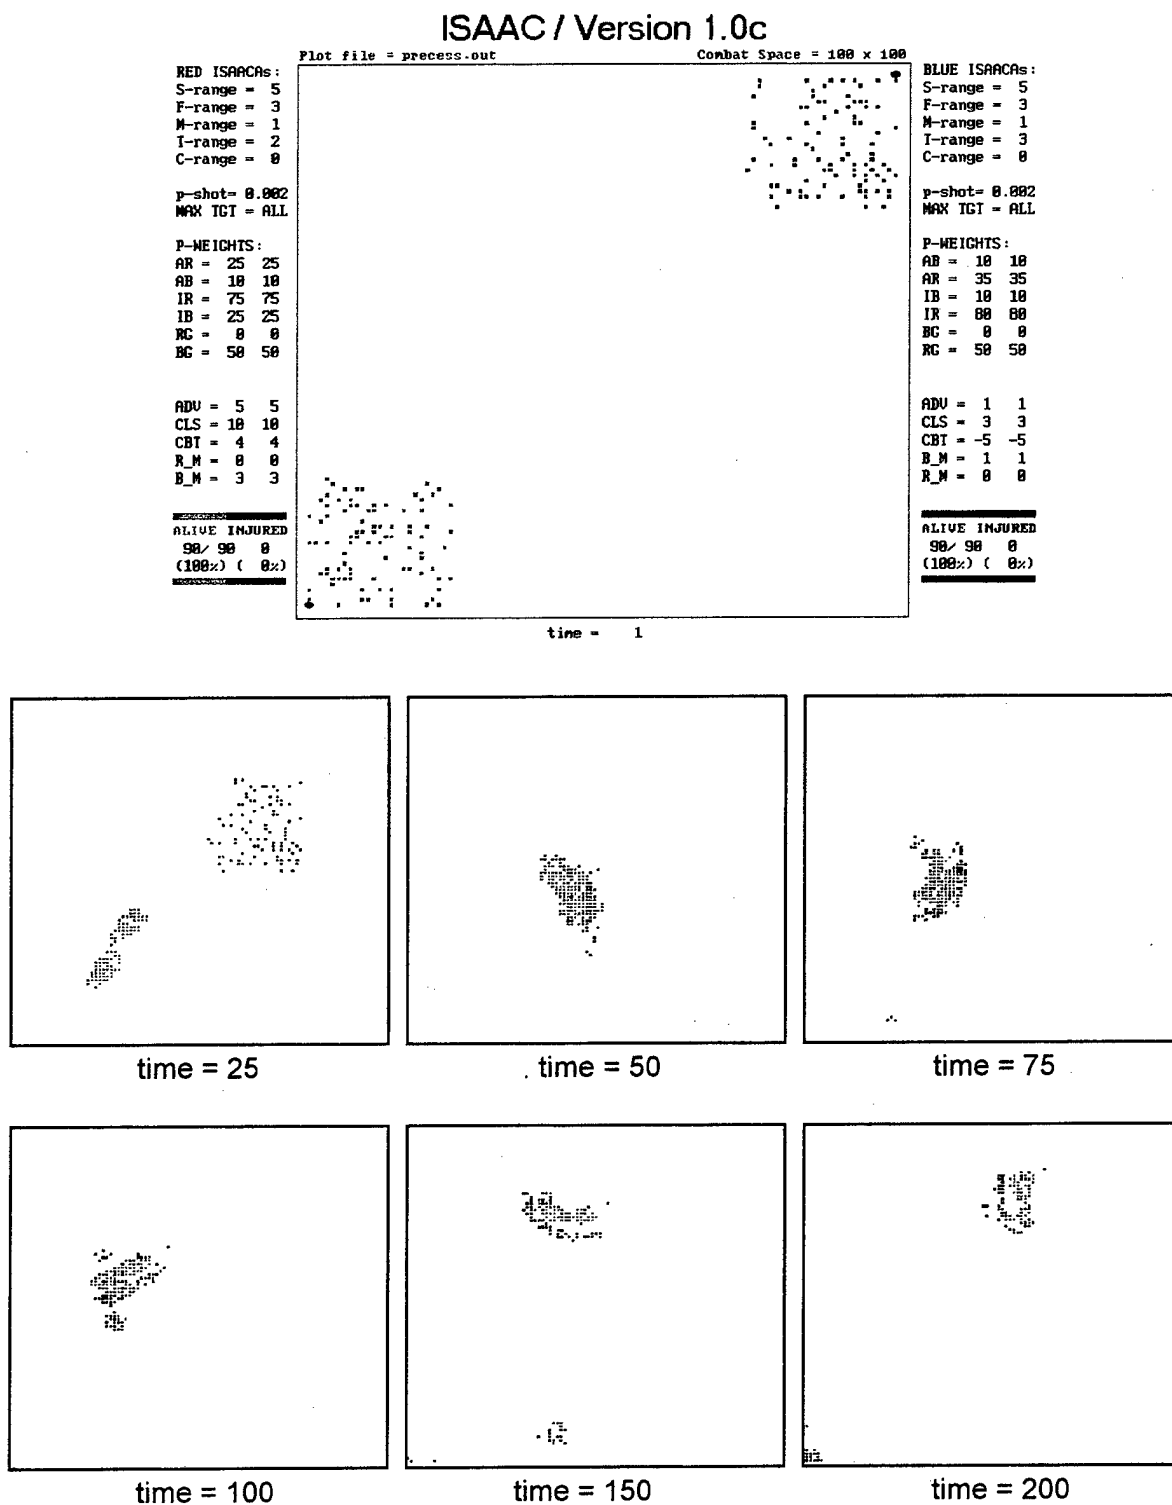 ISAAC / Version 1.0c
Plot file = precess.out Combat Space = 100 x 100
RED ISAACAs:
S-range = 5
F-range = 3
M-range = 1
T-range = 2
C-range = 0
p-shot= 0.002
MAX TGT = ALL
P-WEIGHTS:
AR = 25 25
AB = 10 10
IR = 75 75
IB = 25 25
RG = 0 0
BG = 50 50
ADV = 5 5
CLS = 10 10
CBT = 4 4
R_M = 0 0
B_M = 3 3
ALIVE INJURED
90/ 90 0
(100%) ( 0%)
BLUE ISAACAs:
S-range = 5
F-range = 3
M-range = 1
T-range = 3
C-range = 0
p-shot= 0.002
MAX TGT = ALL
P-WEIGHTS:
AB = 10 10
AR = 35 35
IB = 10 10
IR = 80 80
BG = 0 0
RG = 50 50
ADV = 1 1
CLS = 3 3
CBT = -5 -5
B_M = 1 1
R_M = 0 0
ALIVE INJURED
90/ 90 0
(100%) ( 0%)
time = 1
time = 25
time = 50
time = 75
time = 100
time = 150
time = 200